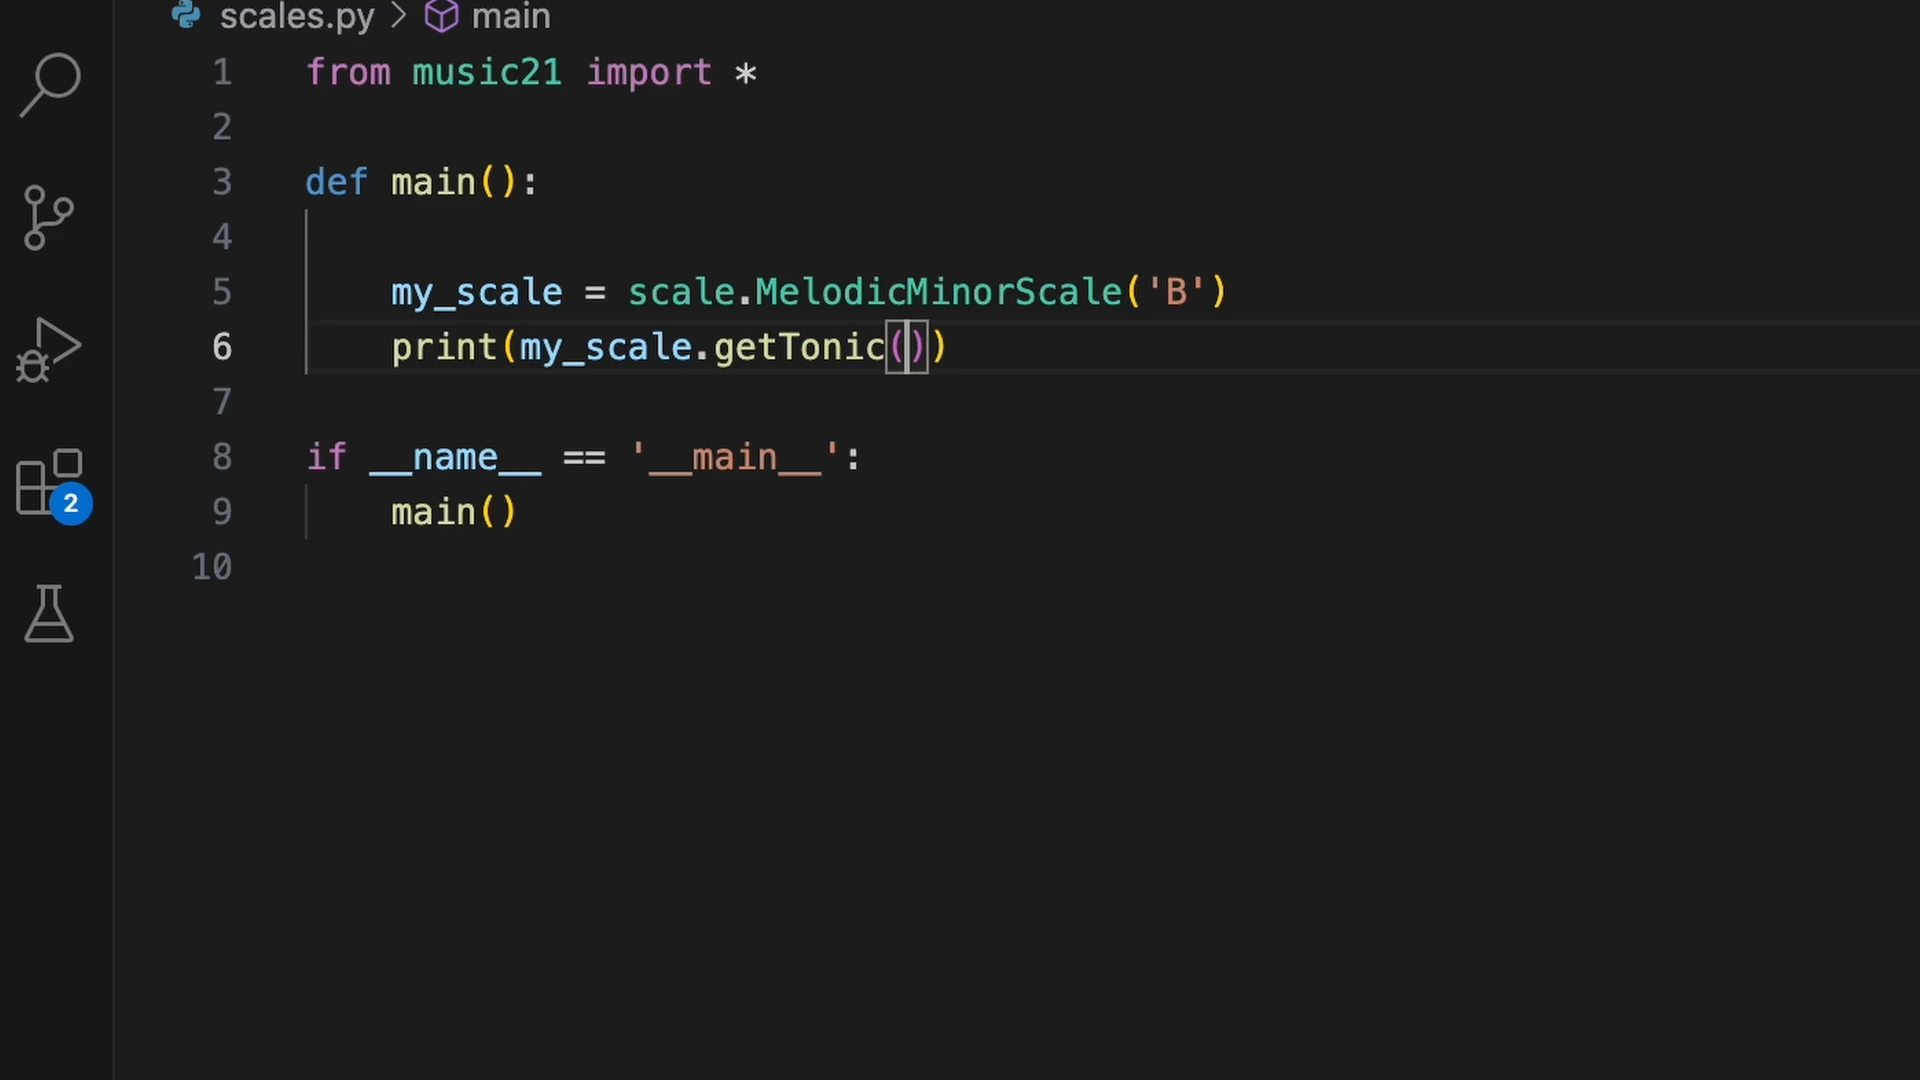 scales.py > main
1 from music21 import *
2
3 def main():
4
5     my_scale = scale.MelodicMinorScale('B')
6     print(my_scale.getTonic())
7
8 if __name__ == '__main__':
9     main()
10
2